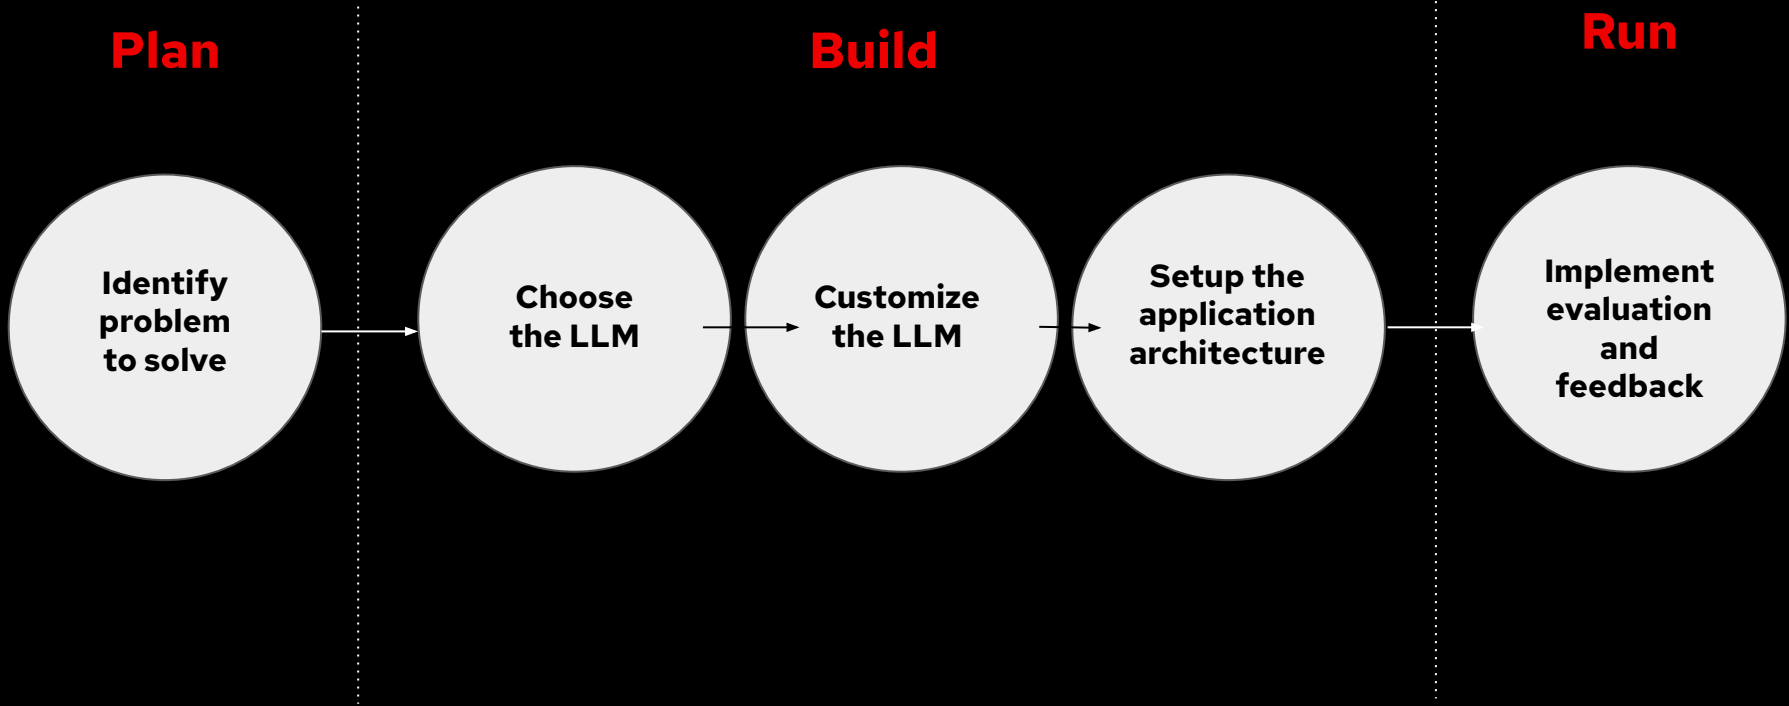 Plan
Build
Run
Identify
problem
to solve
Choose
the LLM
Customize
the LLM
Setup the
application
architecture
Implement
evaluation
and
feedback